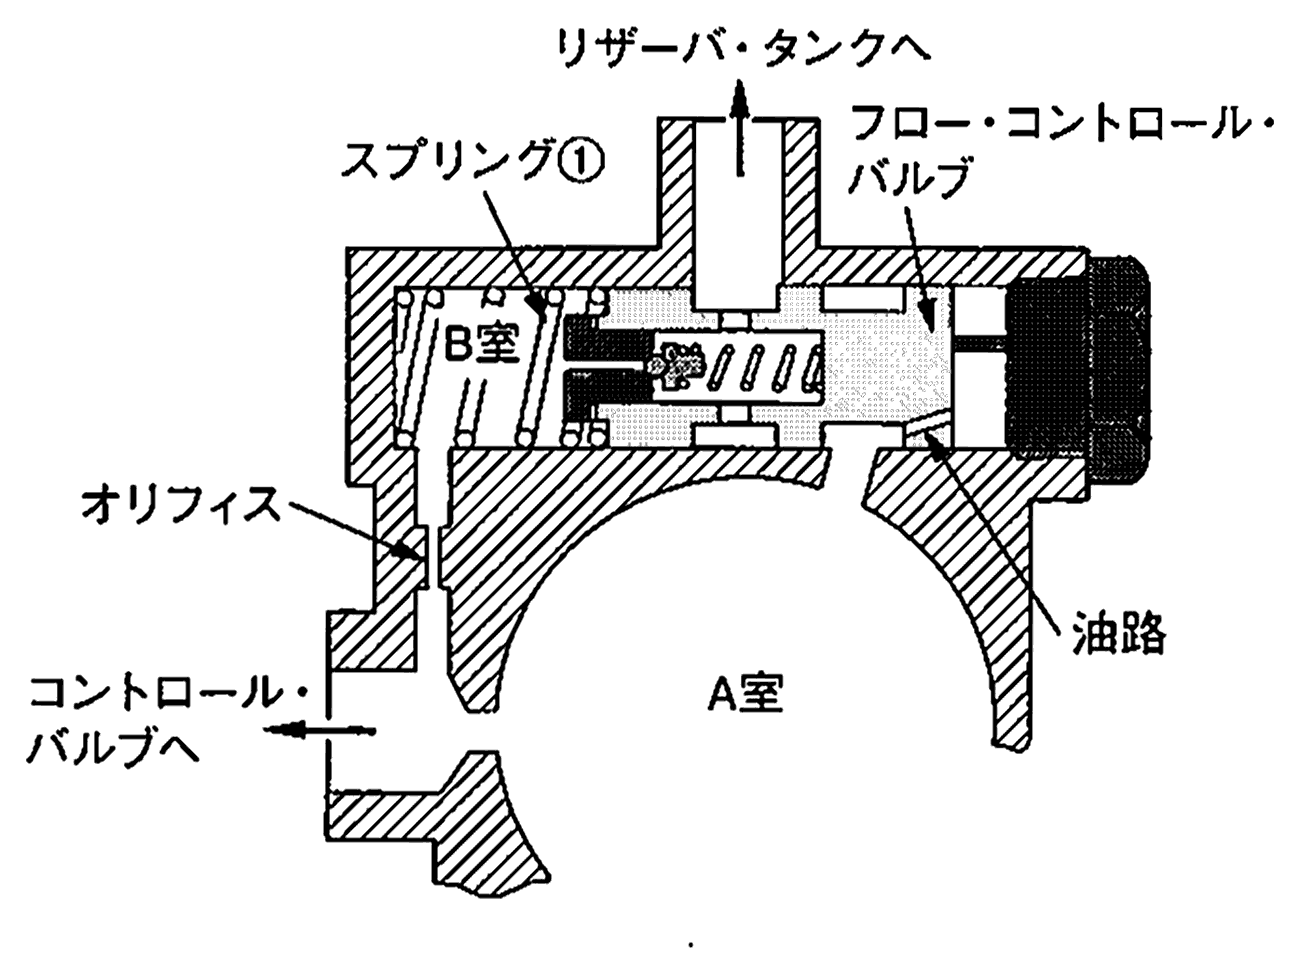 リザーバ・タンクへ
フロー・コントロール・
バルブ
スプリング①
B室
オリフィス
油路
A室
コントロール・
バルブへ